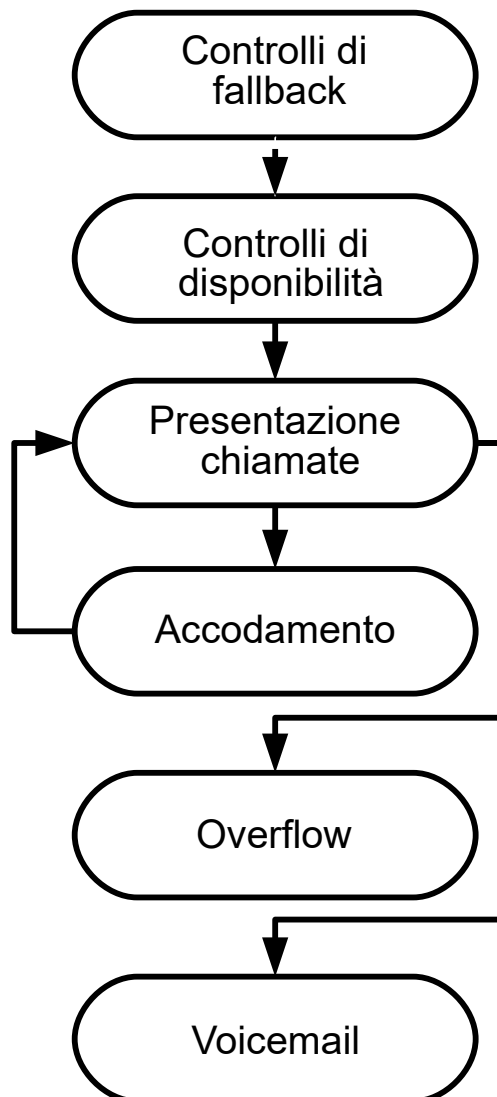 Controlli di
fallback
Controlli di
disponibilità
Presentazione
chiamate
Accodamento
Overflow
Voicemail